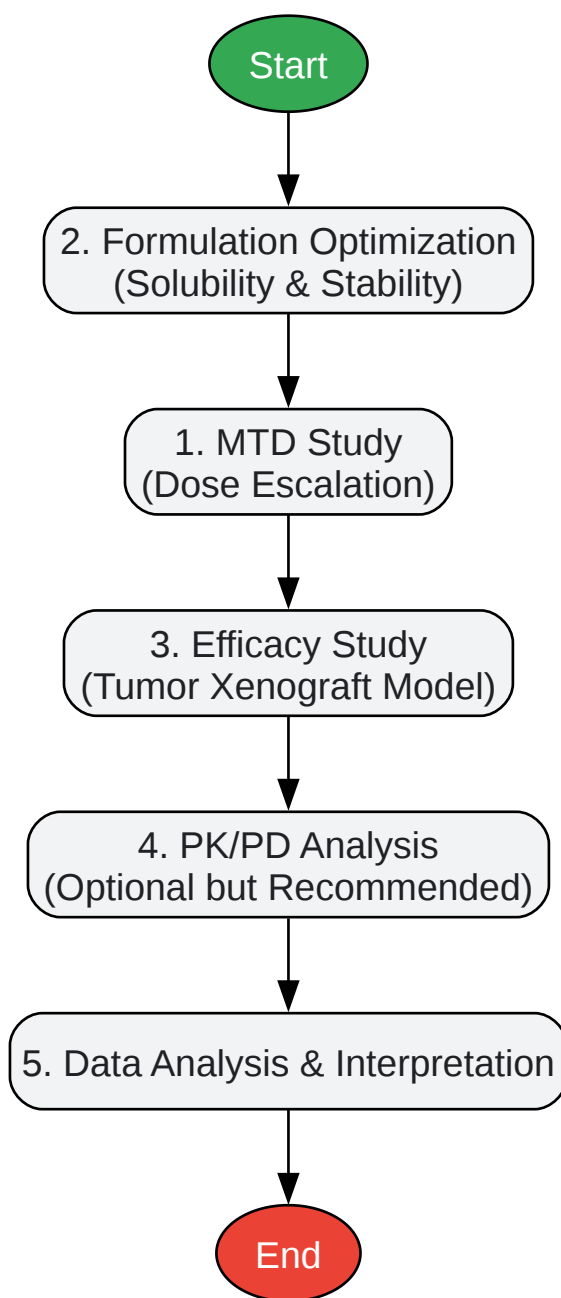 Start
2. Formulation Optimization
(Solubility & Stability)
1. MTD Study
(Dose Escalation)
3. Efficacy Study
(Tumor Xenograft Model)
4. PK/PD Analysis
(Optional but Recommended)
5. Data Analysis & Interpretation
End